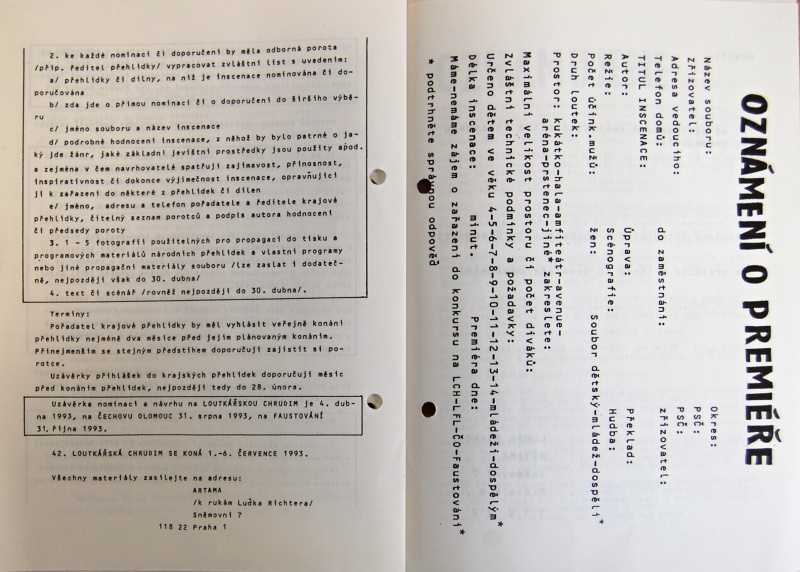 2. ke každé nominaci či doporučení by měla odborná porota
/příp. ředitel přehlídky/ vypracovat zvláštní list s uvedením:
a/ přehlídky či dílny, na níž je inscenace nominována či do-
poručována
b/ zda jde o přímou nominaci či o doporučení do širšího výbě-
ru
c/ jméno souboru a název inscenace
d/ podrobné hodnocení inscenace, z něhož by bylo patrné o ja-
ký jde žánr, jaké základní jevištní prostředky jsou použity apod.
a zejména v čem navrhovatelé spatřují zajímavost, přínosnost,
inspirativnost či dokonce výjimečnost inscenace, opravňující
ji k zařazení do některé z přehlídek či dílen
e/ jméno, adresu a telefon pořadatele a ředitele krajové
přehlídky, čitelný seznam porotců a podpis autora hodnocení
či předsedy poroty
3. 1 - 5 fotografií použitelných pro propagaci do tisku a
programových materiálů národních přehlídek a vlastní programy
nebo jiné propagační materiály souboru /lze zaslat i dodateč-
ně, nejpozději však do 30. dubna/
4. text či scénář /rovněž nejpozději do 30. dubna/.
Termíny:
Pořadatel krajové přehlídky by měl vyhlásit veřejně konání
přehlídky nejméně dva měsíce před jejím plánovaným konáním.
Přinejmenším se stejným předstihem doporučuji zajistit si po-
rotce.
Uzávěrky přihlášek do krajských přehlídek doporučuji měsíc
před konáním přehlídek, nejpozději tedy do 28. února.
Uzávěrka nominací a návrhů na LOUTKÁŘSKOU CHRUDIM je 4. dub-
na 1993, na ČECHOVU OLOMOUC 31. srpna 1993, na FAUSTOVÁNÍ
31. října 1993.
42. LOUTKÁŘSKÁ CHRUDIM SE KONÁ 1.-6. ČERVENCE 1993.
Všechny materiály zasílejte na adresu:
ARTAMA
/k rukám Luďka Richtera/
Sněmovní 7
118 22 Praha 1
OZNÁMENÍ O PREMIÉŘE
Název souboru: Okres:
zřizovatel: PSČ:
Adresa vedoucího: PSČ:
Telefon domů: do zaměstnání: zřizovatel:
TITUL INSCENACE:
Autor: Úprava: Překlad:
Režie: Scénografie: Hudba:
Počet účink.mužů: žen: Soubor dětský-mládež-dospělí*
Druh loutek:
Prostor: kukátko-hala-amfiteátr-avenue-
aréna-prstenec-jiné* zakreslete:
Maximální velikost prostoru či počet diváků:
Zvláštní technické podmínky a požadavky:
Určeno dětem ve věku 4-5-6-7-8-9-10-11-12-13-14-mládeži-dospělým*
Délka inscenace: minut. Premiéra dne:
Máme-nemáme zájem o zařazení do konkursu na LCH-LFL-ČO-Faustování*
* podtrhněte správnou odpověď